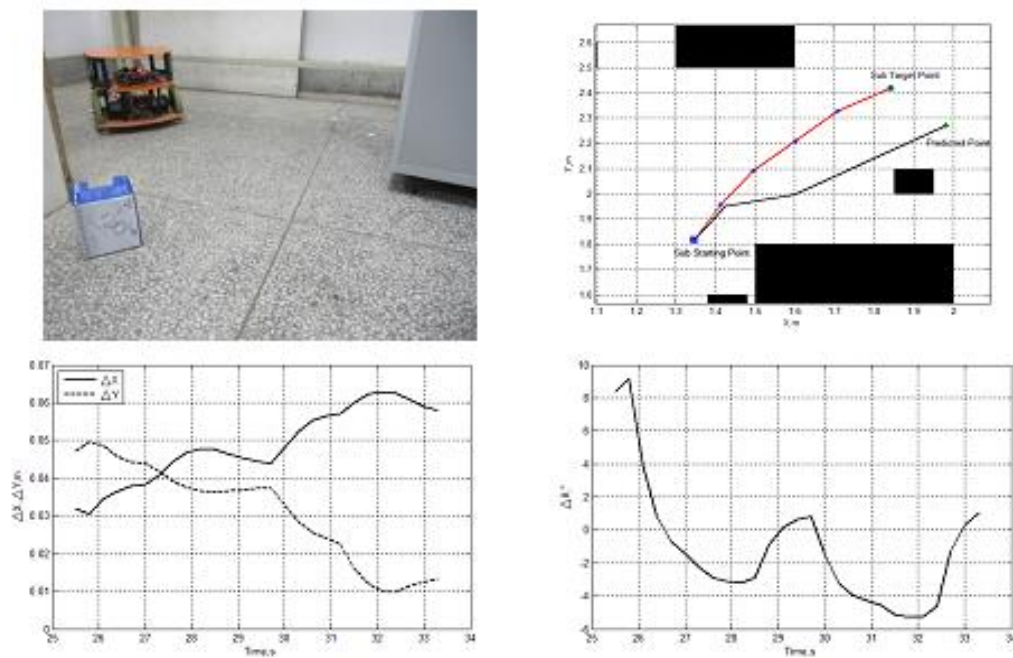 2.6
2.5
2.4
2.3
2.2
2.1
2
1.9
1.8
1.7
1.6
Y,m
Sub Target Point
Predicted Point
Sub Starting Point
1.1 1.2 1.3 1.4 1.5 1.6 1.7 1.8 1.9 2
X,m
0.07
0.06
0.05
0.04
0.03
0.02
0.01
0
△X, △Y,m
△X
△Y
25 26 27 28 29 30 31 32 33 34
Time,s
10
8
6
4
2
0
-2
-4
-6
25 26 27 28 29 30 31 32 33 34
Time,s